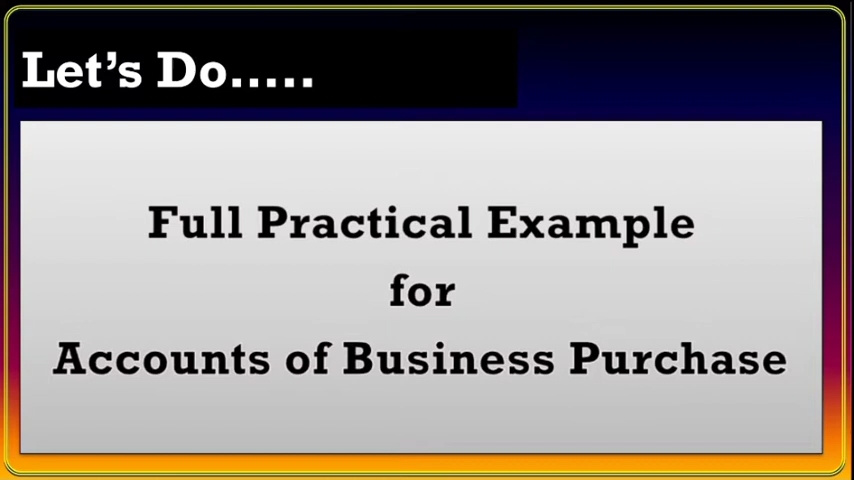 Let's Do.....
Full Practical Example
for
Accounts of Business Purchase